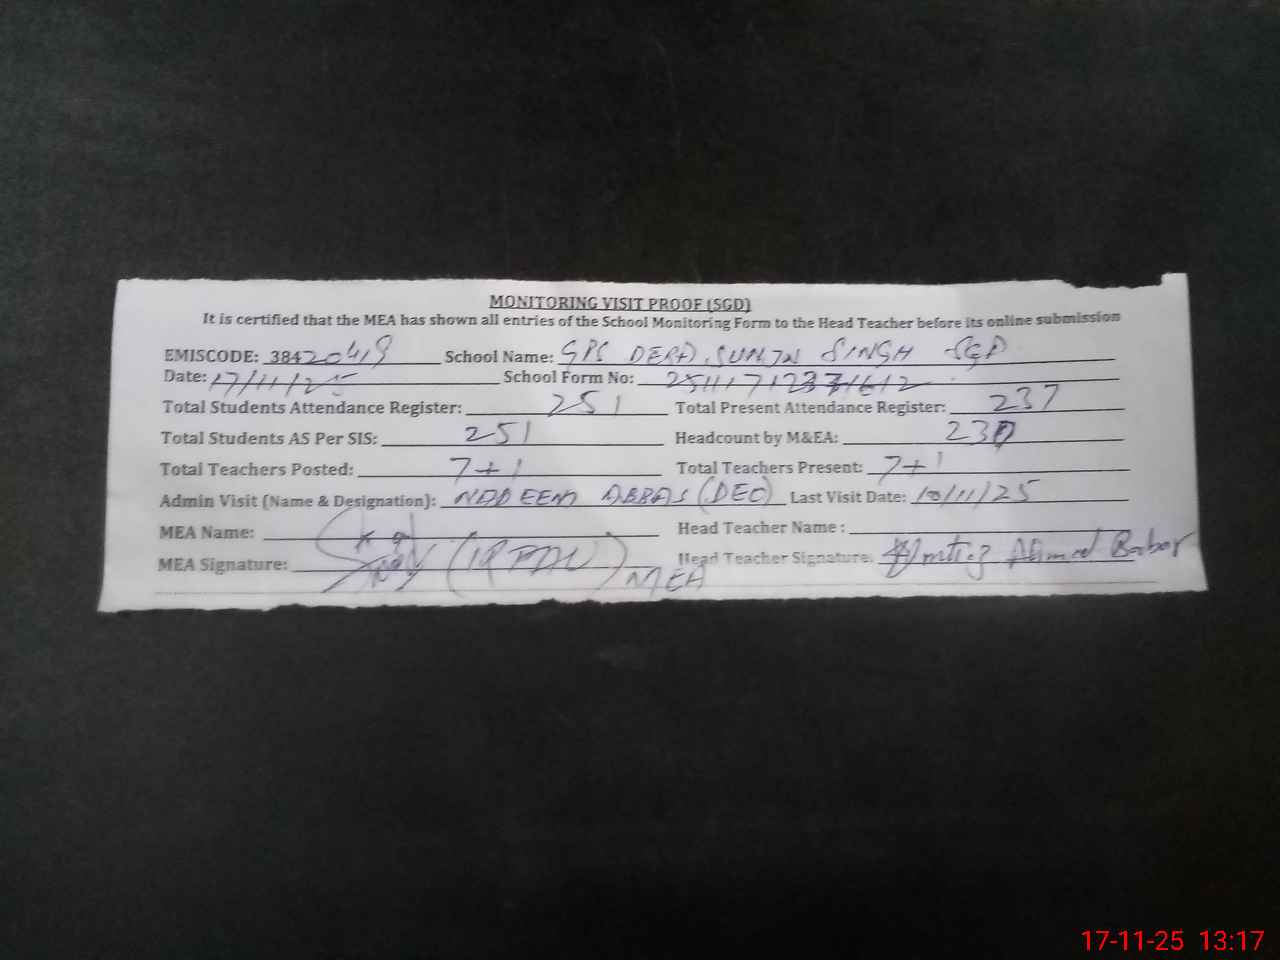 MONITORING VISIT PROOF (SGD)
It is certified that the MEA has shown all entries of the School Monitoring Form to the Head Teacher before its online submission
EMISCODE: 38420419 School Name: GPS DERA SINGH SGD
Date: 17/11/25 School Form No:
Total Students Attendance Register: 251 Total Present Attendance Register: 237
Total Students AS Per SIS: 251 Headcount by M&EA: 237
Total Teachers Posted: 7+1 Total Teachers Present: 7+1
Admin Visit (Name & Designation): NADEEM ABBAS (DEO) Last Visit Date: 10/11/25
MEA Name: Head Teacher Name:
MEA Signature: MEA Head Teacher Signature. Imtiaz Ahmed Babar
17-11-25 13:17